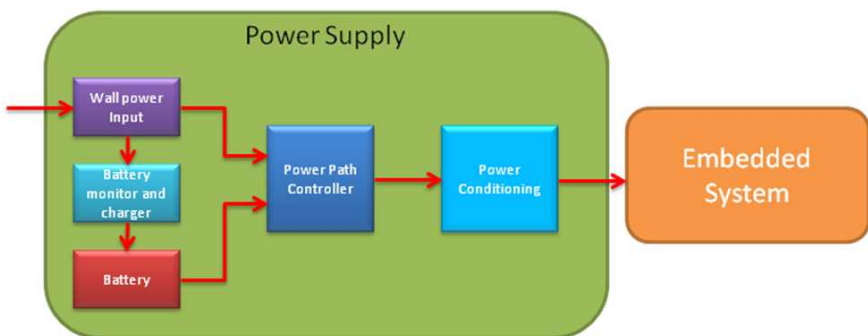 Power Supply
Wall power
Input
Battery
monitor and
charger
Battery
Power Path
Controller
Power
Conditioning
Embedded
System